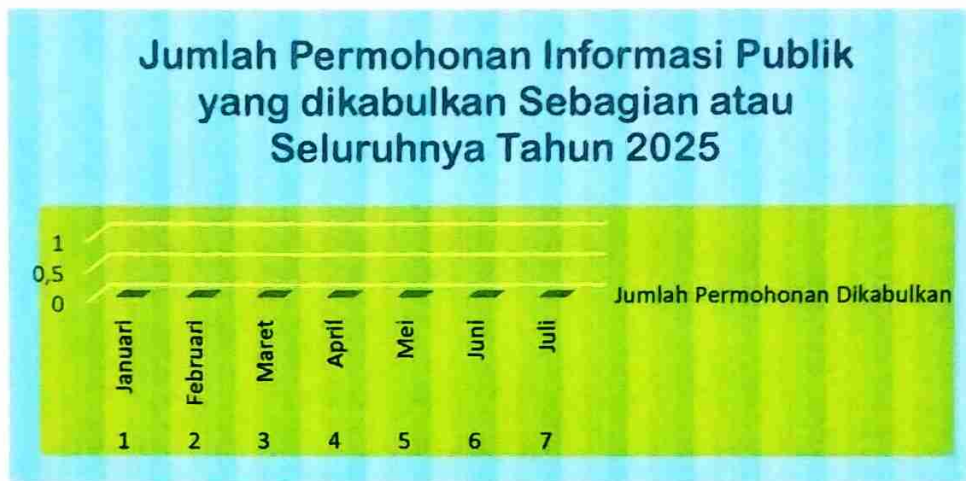 Jumlah Permohonan Informasi Publik
yang dikabulkan Sebagian atau
Seluruhnya Tahun 2025
1
0,5
0
Jumlah Permohonan Dikabulkan
Januari
Februari
Maret
April
Mei
Juni
Juli
1 2 3 4 5 6 7